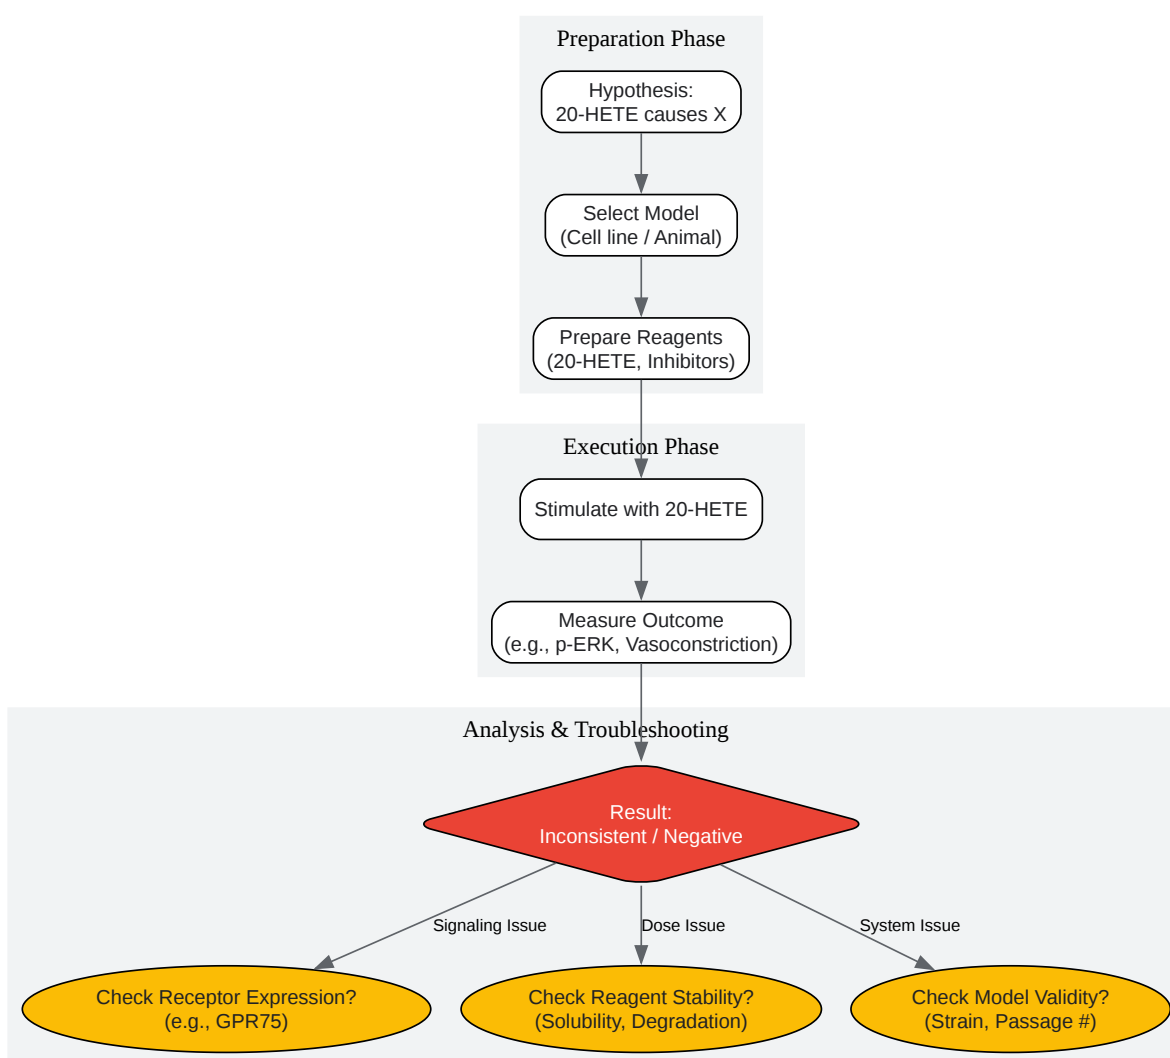 Preparation Phase
Hypothesis:
20-HETE causes X
Select Model
(Cell line / Animal)
Prepare Reagents
(20-HETE, Inhibitors)
Execution Phase
Stimulate with 20-HETE
Measure Outcome
(e.g., p-ERK, Vasoconstriction)
Analysis & Troubleshooting
Result:
Inconsistent / Negative
Signaling Issue
Dose Issue
System Issue
Check Receptor Expression?
(e.g., GPR75)
Check Reagent Stability?
(Solubility, Degradation)
Check Model Validity?
(Strain, Passage #)